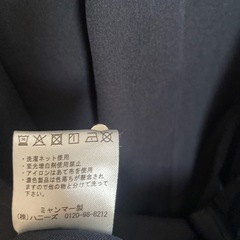 ・洗濯ネット使用
・蛍光増白剤使用禁止
・アイロンはあて布を使用
・濃色製品は色落ちが懸念され
ますので他の物と分けて洗って
下さい。
ミャンマー製
(株)ハニーズ 0120-98-8212